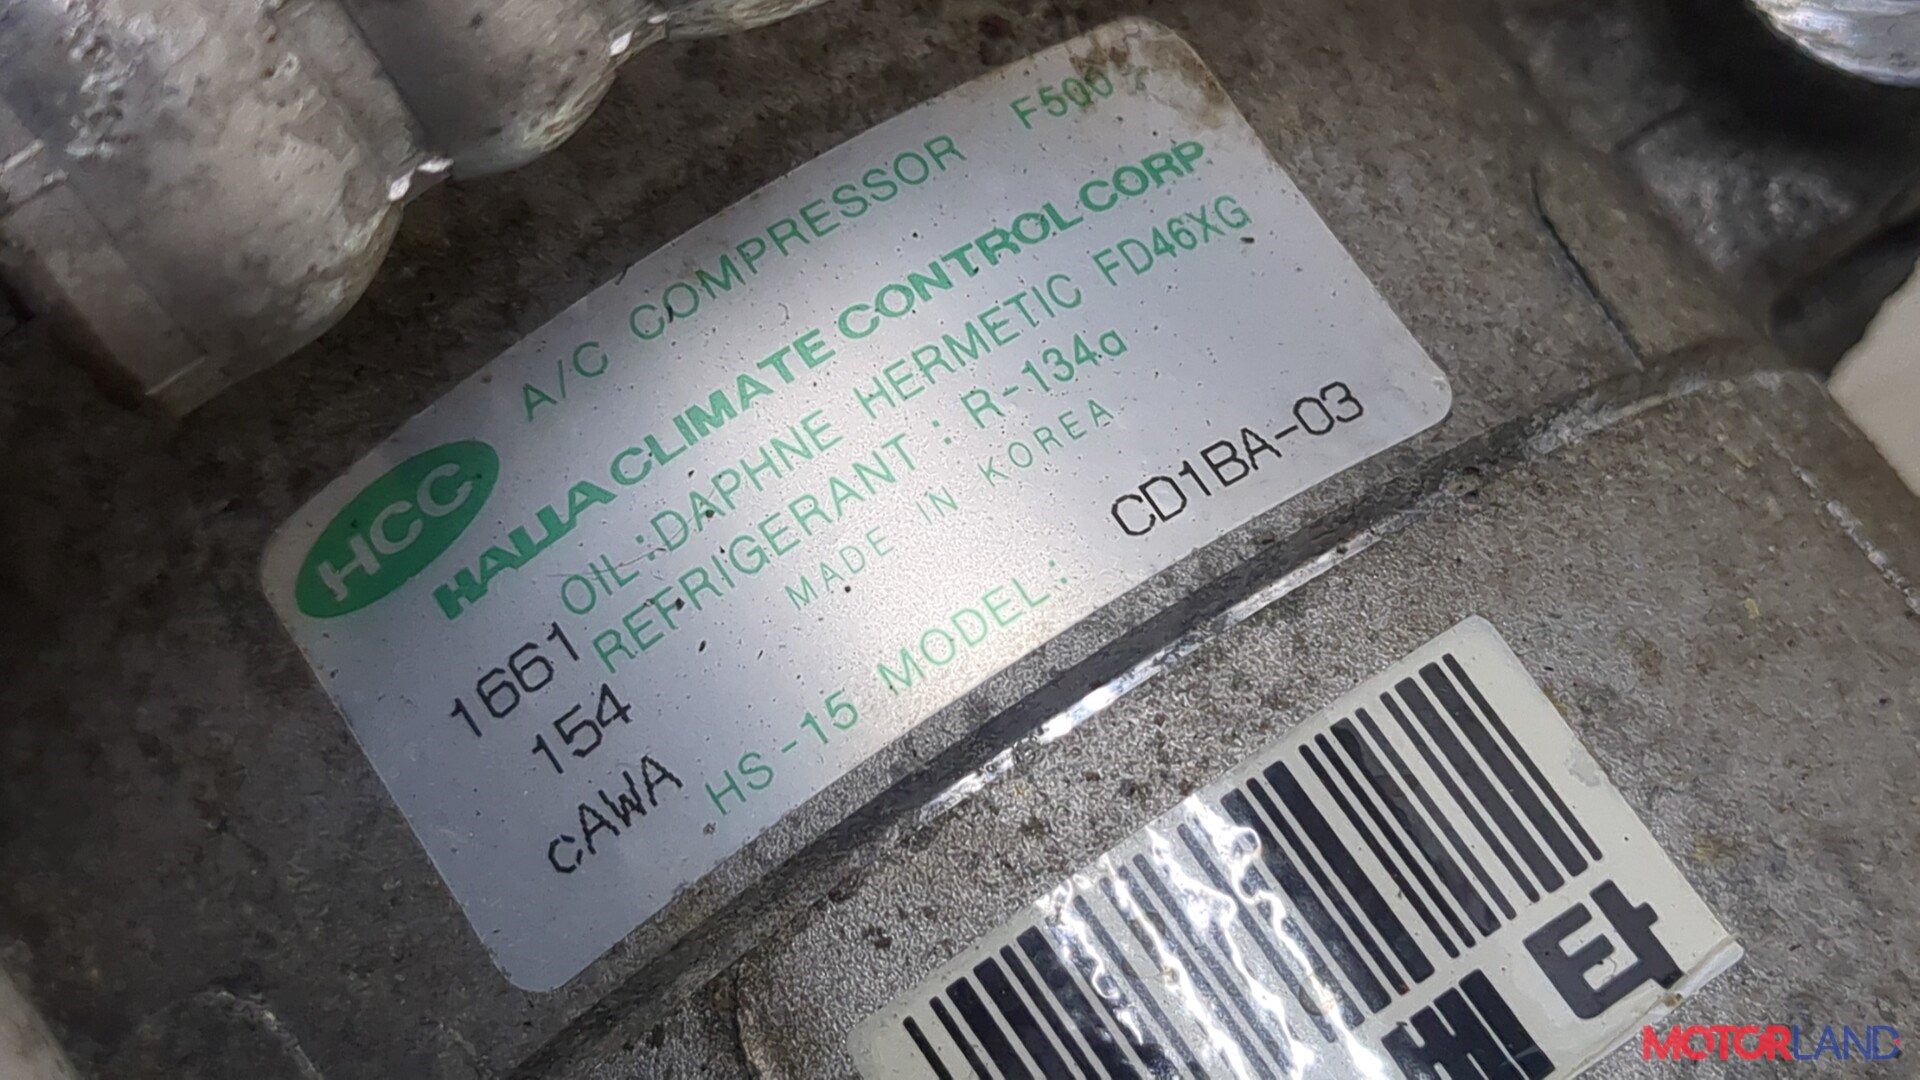 A/C COMPRESSOR F500
HCC
HALLA CLIMATE CONTROL CORP
OIL:DAPHNE HERMETIC FD46XG
REFRIGERANT : R-134a
MADE IN KOREA
1661
154
cAWA
HS-15 MODEL:
CD1BA-03
타
MOTORLAND